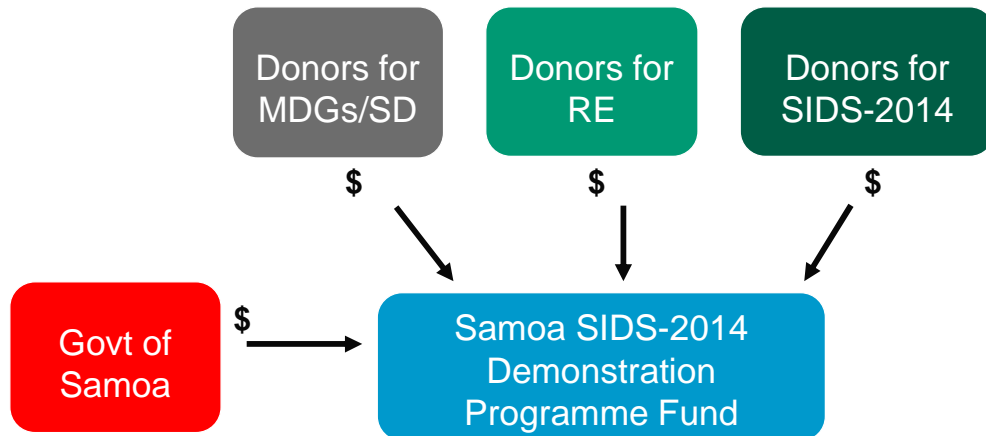 Donors for
MDGs/SD
Donors for
RE
Donors for
SIDS-2014
$
$
$
Govt of
Samoa
$
Samoa SIDS-2014
Demonstration
Programme Fund